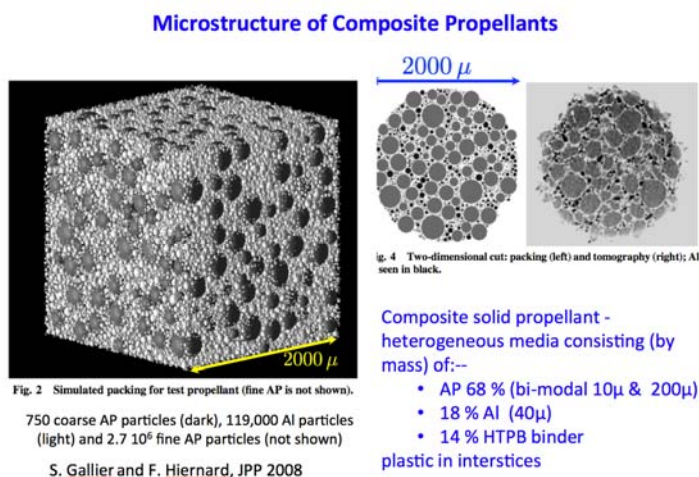 Microstructure of Composite Propellants
2000 μ
Fig. 2 Simulated packing for test propellant (fine AP is not shown).
750 coarse AP particles (dark), 119,000 Al particles
(light) and 2.7 10⁶ fine AP particles (not shown)
S. Gallier and F. Hiernard, JPP 2008
2000 μ
ig. 4 Two-dimensional cut: packing (left) and tomography (right); Al
seen in black.
Composite solid propellant -
heterogeneous media consisting (by
mass) of:--
• AP 68 % (bi-modal 10μ & 200μ)
• 18 % Al (40μ)
• 14 % HTPB binder
plastic in interstices